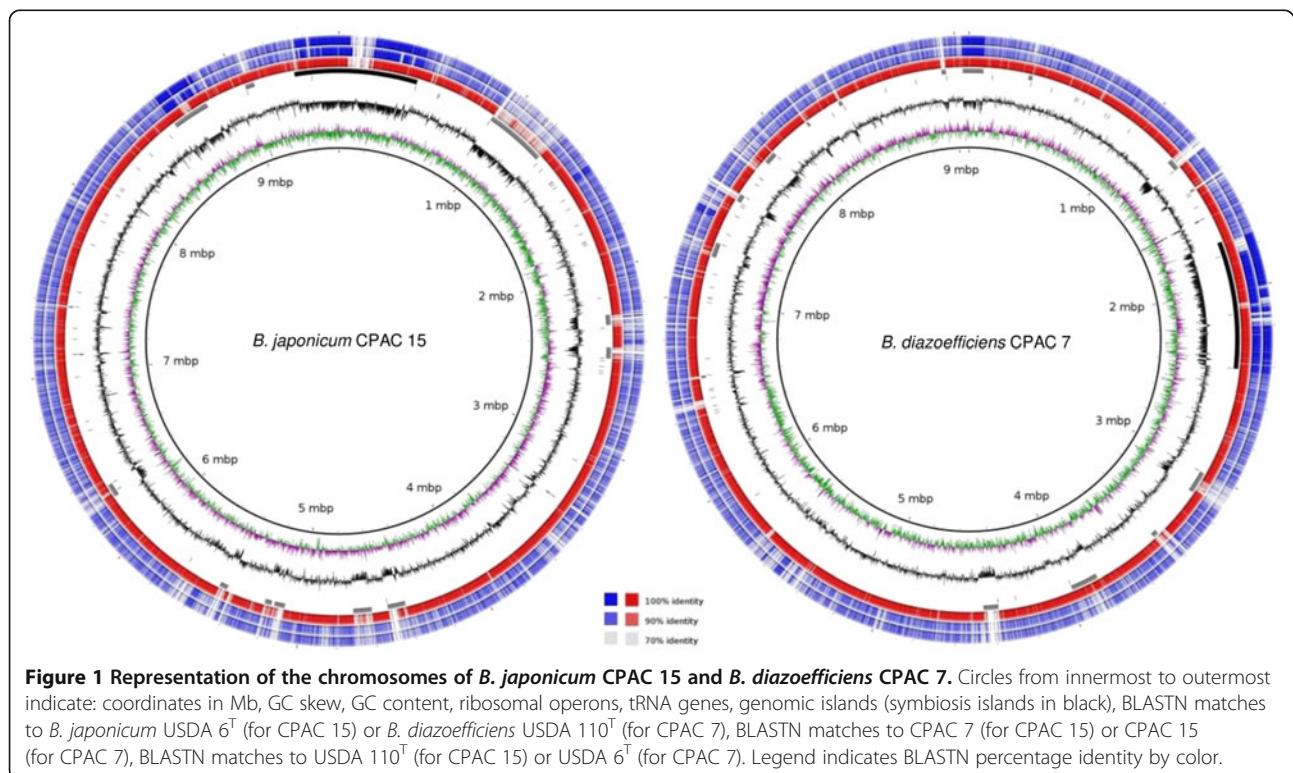 9 mbp
1 mbp
8 mbp
2 mbp
B. japonicum CPAC 15
7 mbp
3 mbp
6 mbp
4 mbp
5 mbp
9 mbp
1 mbp
8 mbp
2 mbp
7 mbp
B. diazoefficiens CPAC 7
3 mbp
6 mbp
4 mbp
5 mbp
100% identity
90% identity
70% identity
Figure 1 Representation of the chromosomes of B. japonicum CPAC 15 and B. diazoefficiens CPAC 7. Circles from innermost to outermost
indicate: coordinates in Mb, GC skew, GC content, ribosomal operons, tRNA genes, genomic islands (symbiosis islands in black), BLASTN matches
to B. japonicum USDA 6ᵀ (for CPAC 15) or B. diazoefficiens USDA 110ᵀ (for CPAC 7), BLASTN matches to CPAC 7 (for CPAC 15) or CPAC 15
(for CPAC 7), BLASTN matches to USDA 110ᵀ (for CPAC 15) or USDA 6ᵀ (for CPAC 7). Legend indicates BLASTN percentage identity by color.